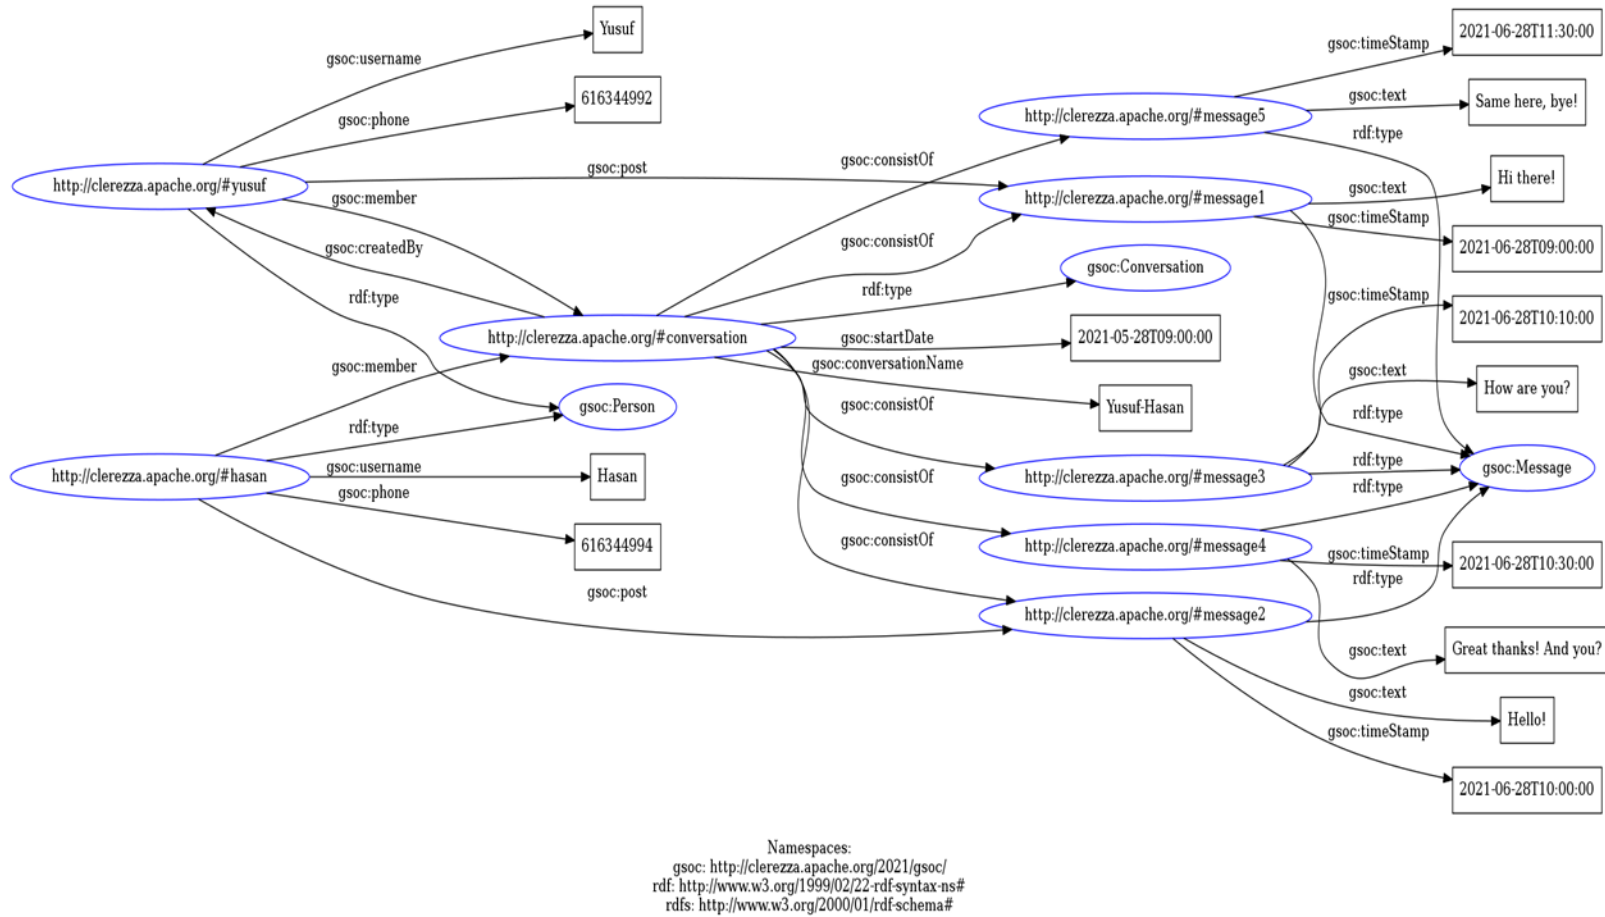 Yusuf
2021-06-28T11:30:00
gsoc:timeStamp
gsoc:username
616344992
gsoc:text
Same here, bye!
http://clerezza.apache.org/#message5
gsoc:phone
rdf:type
gsoc:consistOf
gsoc:post
Hi there!
http://clerezza.apache.org/#yusuf
gsoc:text
gsoc:member
http://clerezza.apache.org/#message1
gsoc:timeStamp
gsoc:createdBy
gsoc:consistOf
2021-06-28T09:00:00
gsoc:Conversation
rdf:type
rdf:type
gsoc:timeStamp
2021-06-28T10:10:00
http://clerezza.apache.org/#conversation
gsoc:startDate
2021-05-28T09:00:00
gsoc:conversationName
gsoc:member
gsoc:text
How are you?
gsoc:Person
gsoc:consistOf
Yusuf-Hasan
rdf:type
rdf:type
gsoc:username
http://clerezza.apache.org/#hasan
Hasan
gsoc:consistOf
http://clerezza.apache.org/#message3
rdf:type
gsoc:Message
rdf:type
gsoc:phone
616344994
gsoc:consistOf
http://clerezza.apache.org/#message4
gsoc:timeStamp
2021-06-28T10:30:00
rdf:type
gsoc:post
http://clerezza.apache.org/#message2
gsoc:text
Great thanks! And you?
gsoc:text
Hello!
gsoc:timeStamp
2021-06-28T10:00:00
Namespaces:
gsoc: http://clerezza.apache.org/2021/gsoc/
rdf: http://www.w3.org/1999/02/22-rdf-syntax-ns#
rdfs: http://www.w3.org/2000/01/rdf-schema#